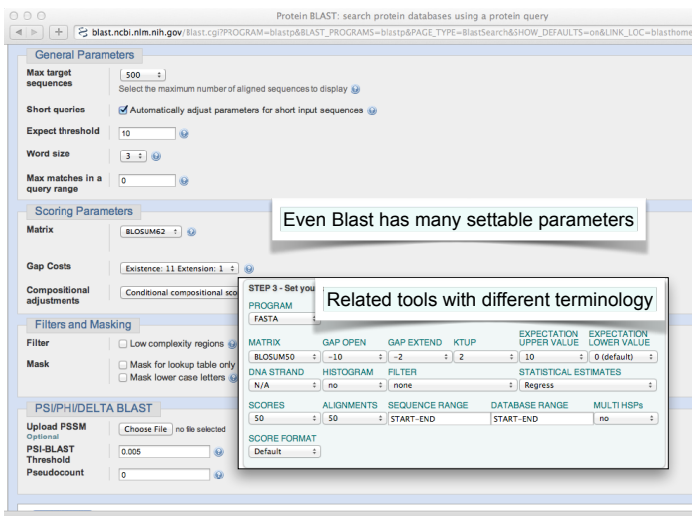 Protein BLAST: search protein databases using a protein query
blast.ncbi.nlm.nih.gov/Blast.cgi?PROGRAM=blastp&BLAST_PROGRAMS=blastp&PAGE_TYPE=BlastSearch&SHOW_DEFAULTS=on&LINK_LOC=blasthome
General Parameters
Max target sequences
500
Select the maximum number of aligned sequences to display
Short queries
Automatically adjust parameters for short input sequences
Expect threshold
10
Word size
3
Max matches in a query range
0
Scoring Parameters
Even Blast has many settable parameters
Matrix
BLOSUM62
Gap Costs
Existence: 11 Extension: 1
Compositional adjustments
Conditional compositional sco
Filters and Masking
Filter
Low complexity regions
Mask
Mask for lookup table only
Mask lower case letters
PSI/PHI/DELTA BLAST
Upload PSSM
Optional
Choose File no file selected
PSI-BLAST Threshold
0.005
Pseudocount
0
STEP 3 - Set you
Related tools with different terminology
PROGRAM
FASTA
MATRIX GAP OPEN GAP EXTEND KTUP EXPECTATION UPPER VALUE EXPECTATION LOWER VALUE
BLOSUM50 -10 -2 2 10 0 (default)
DNA STRAND HISTOGRAM FILTER STATISTICAL ESTIMATES
N/A no none Regress
SCORES ALIGNMENTS SEQUENCE RANGE DATABASE RANGE MULTI HSPs
50 50 START-END START-END no
SCORE FORMAT
Default